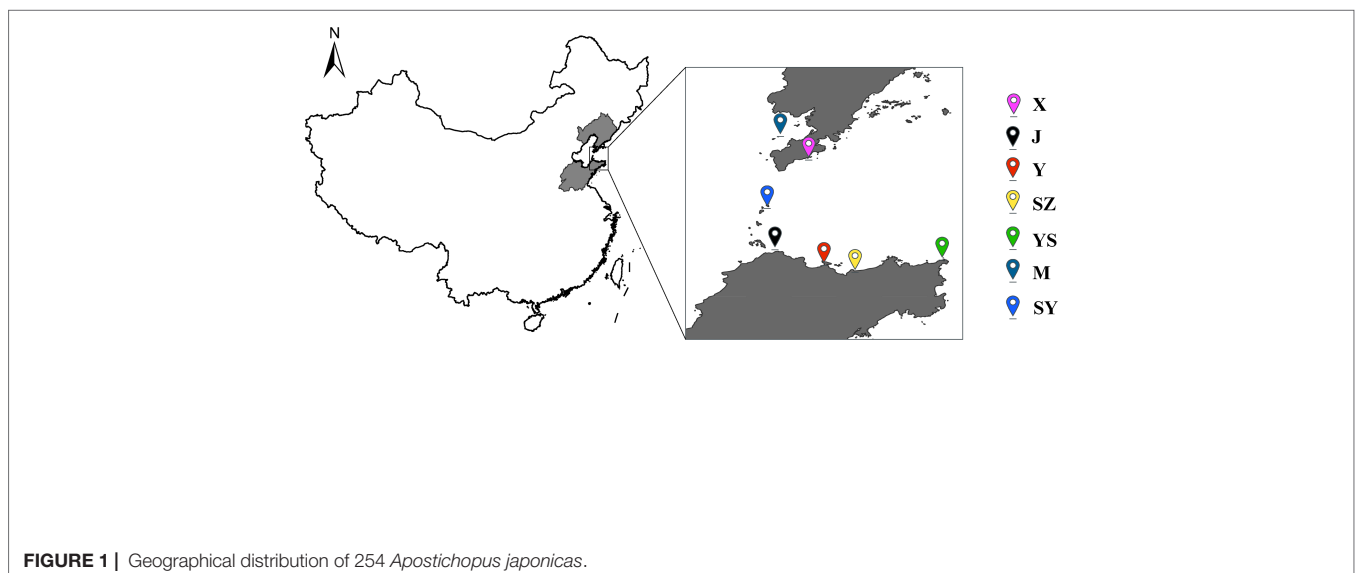 N
X
J
Y
SZ
YS
M
SY
FIGURE 1 | Geographical distribution of 254 Apostichopus japonicas.